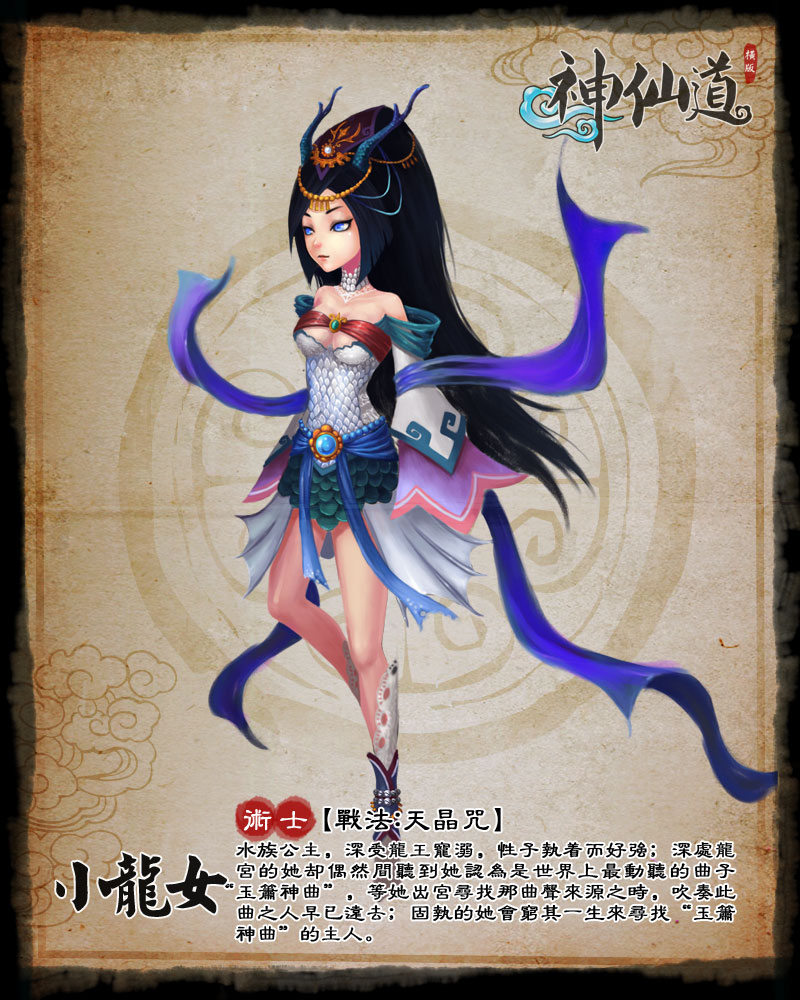 神仙道
橫版
術士【戰法:天晶咒】
小龍女
水族公主，深受龍王寵溺，性子執着而好強；深處龍
宮的她却偶然間聽到她認為是世界上最動聽的曲子
“玉簫神曲”，等她出宮尋找那曲聲來源之時，吹奏此
曲之人早已遠去；固執的她會窮其一生來尋找“玉簫
神曲”的主人。